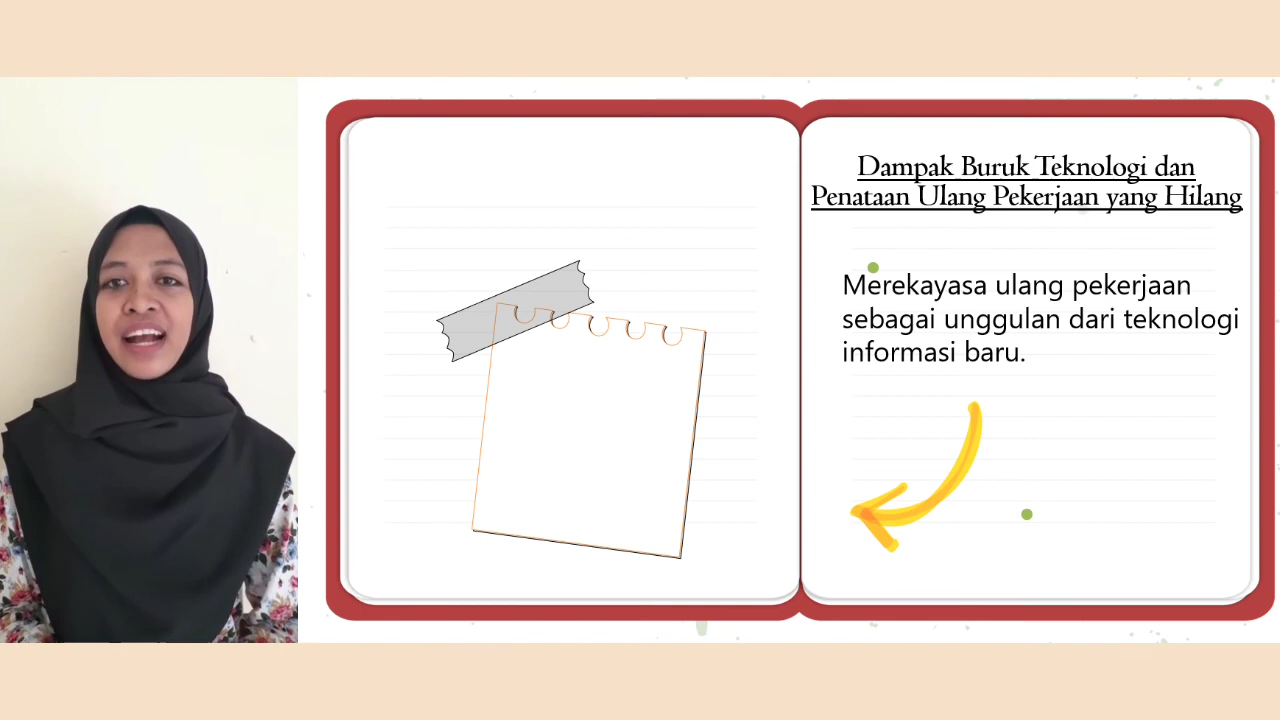 Dampak Buruk Teknologi dan
Penataan Ulang Pekerjaan yang Hilang
Merekayasa ulang pekerjaan
sebagai unggulan dari teknologi
informasi baru.